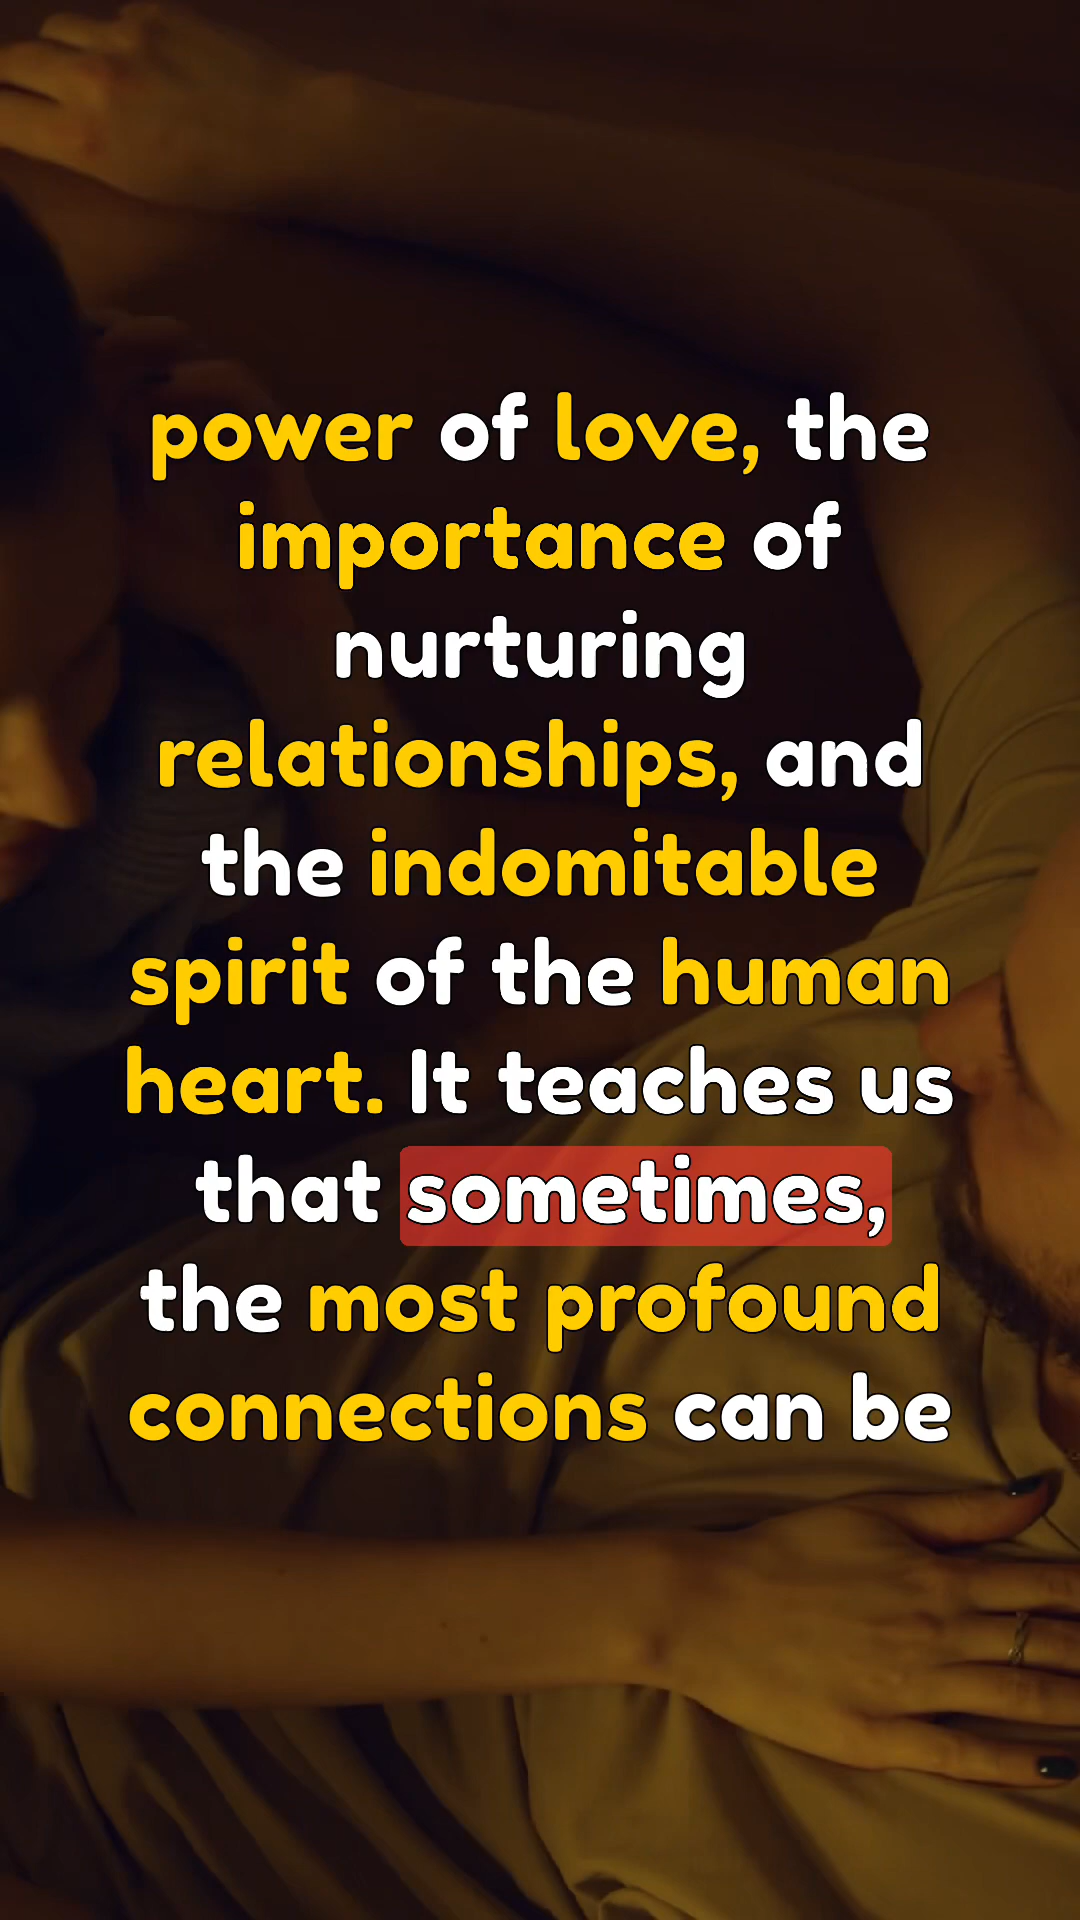 power of love, the
importance of
nurturing
relationships, and
the indomitable
spirit of the human
heart. It teaches us
that sometimes,
the most profound
connections can be